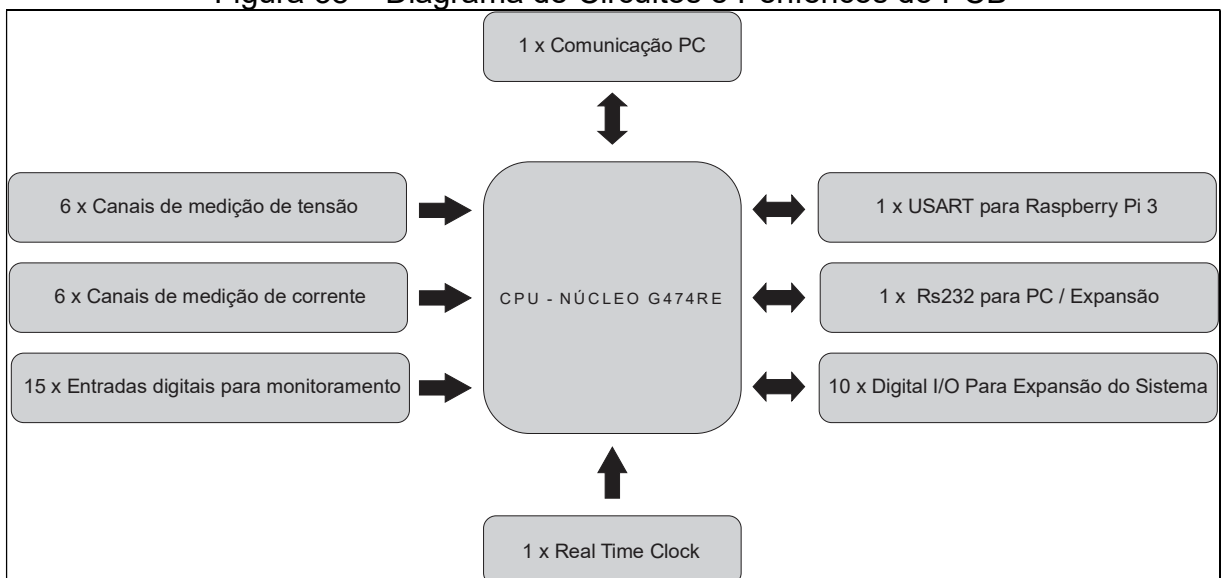 1 x Comunicação PC
6 x Canais de medição de tensão
1 x USART para Raspberry Pi 3
6 x Canais de medição de corrente
CPU - NÚCLEO G474RE
1 x Rs232 para PC / Expansão
15 x Entradas digitais para monitoramento
10 x Digital I/O Para Expansão do Sistema
1 x Real Time Clock